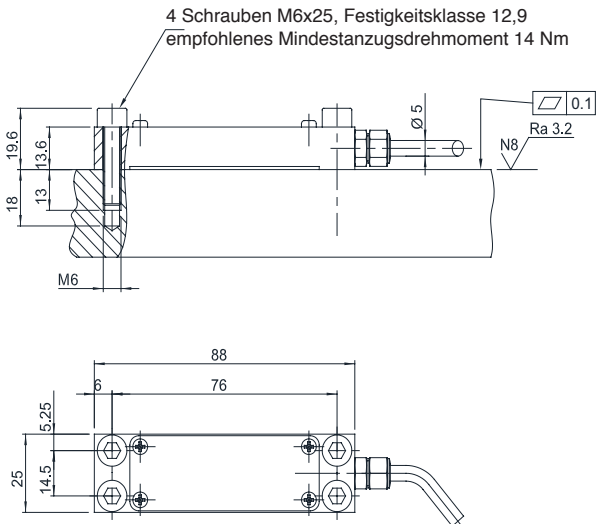 4 Schrauben M6x25, Festigkeitsklasse 12,9
empfohlenes Mindestanzugsdrehmoment 14 Nm
Ø 5
0.1
Ra 3.2
N8
19.6
13.6
18
13
M6
88
6
76
5.25
25
14.5